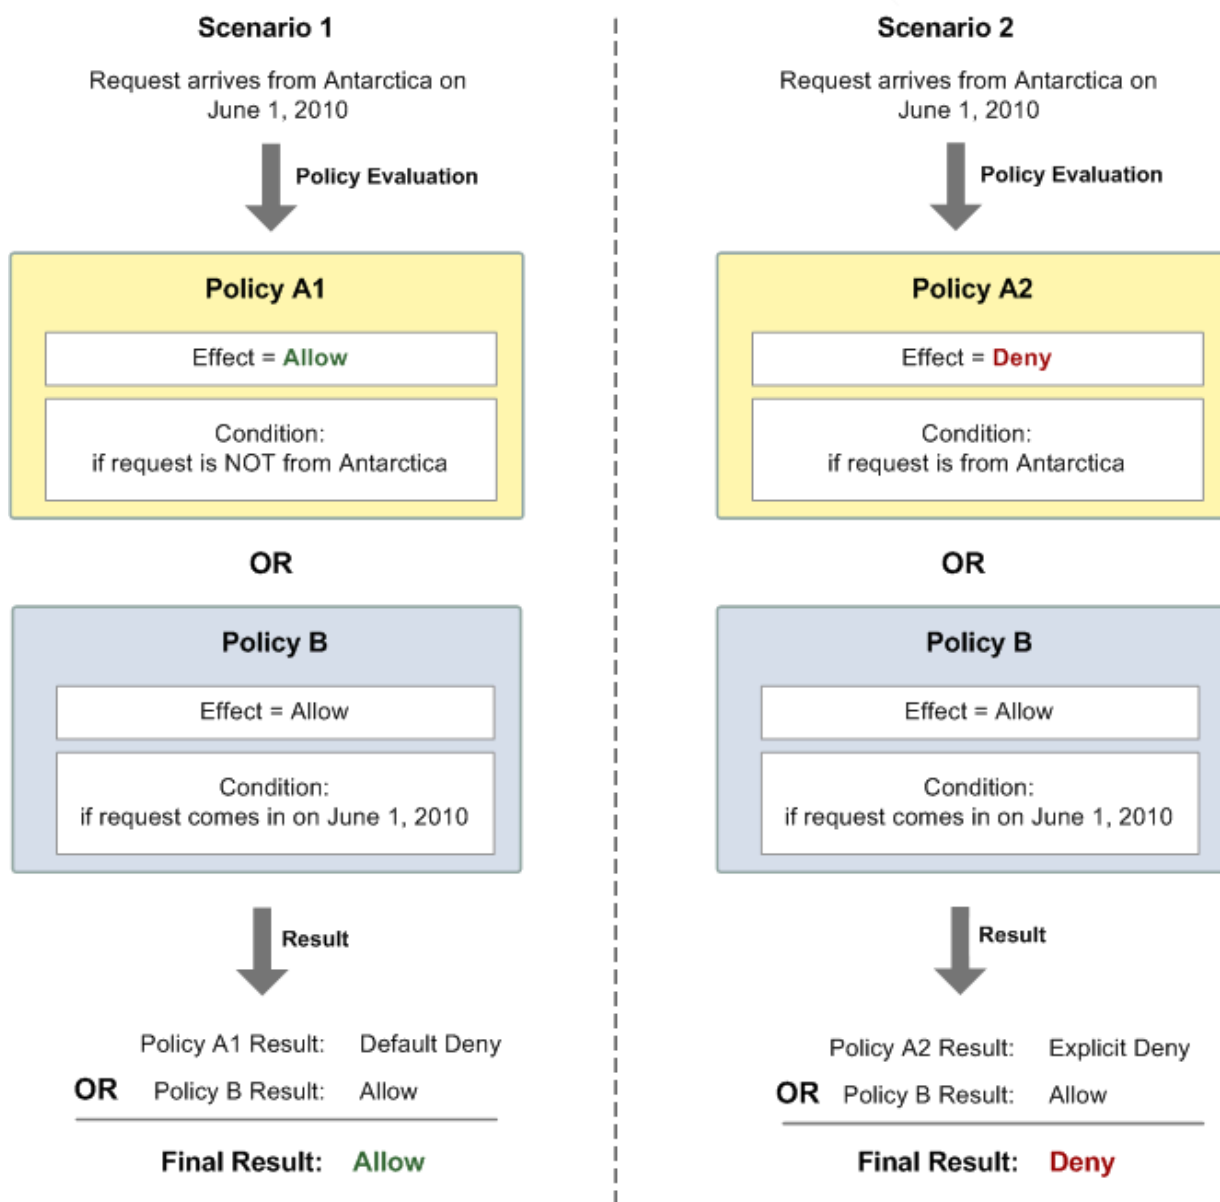 Scenario 1
Request arrives from Antarctica on
June 1, 2010
Policy Evaluation
Policy A1
Effect = Allow
Condition:
if request is NOT from Antarctica
OR
Policy B
Effect = Allow
Condition:
if request comes in on June 1, 2010
Result
Policy A1 Result: Default Deny
OR Policy B Result: Allow
Final Result: Allow
Scenario 2
Request arrives from Antarctica on
June 1, 2010
Policy Evaluation
Policy A2
Effect = Deny
Condition:
if request is from Antarctica
OR
Policy B
Effect = Allow
Condition:
if request comes in on June 1, 2010
Result
Policy A2 Result: Explicit Deny
OR Policy B Result: Allow
Final Result: Deny